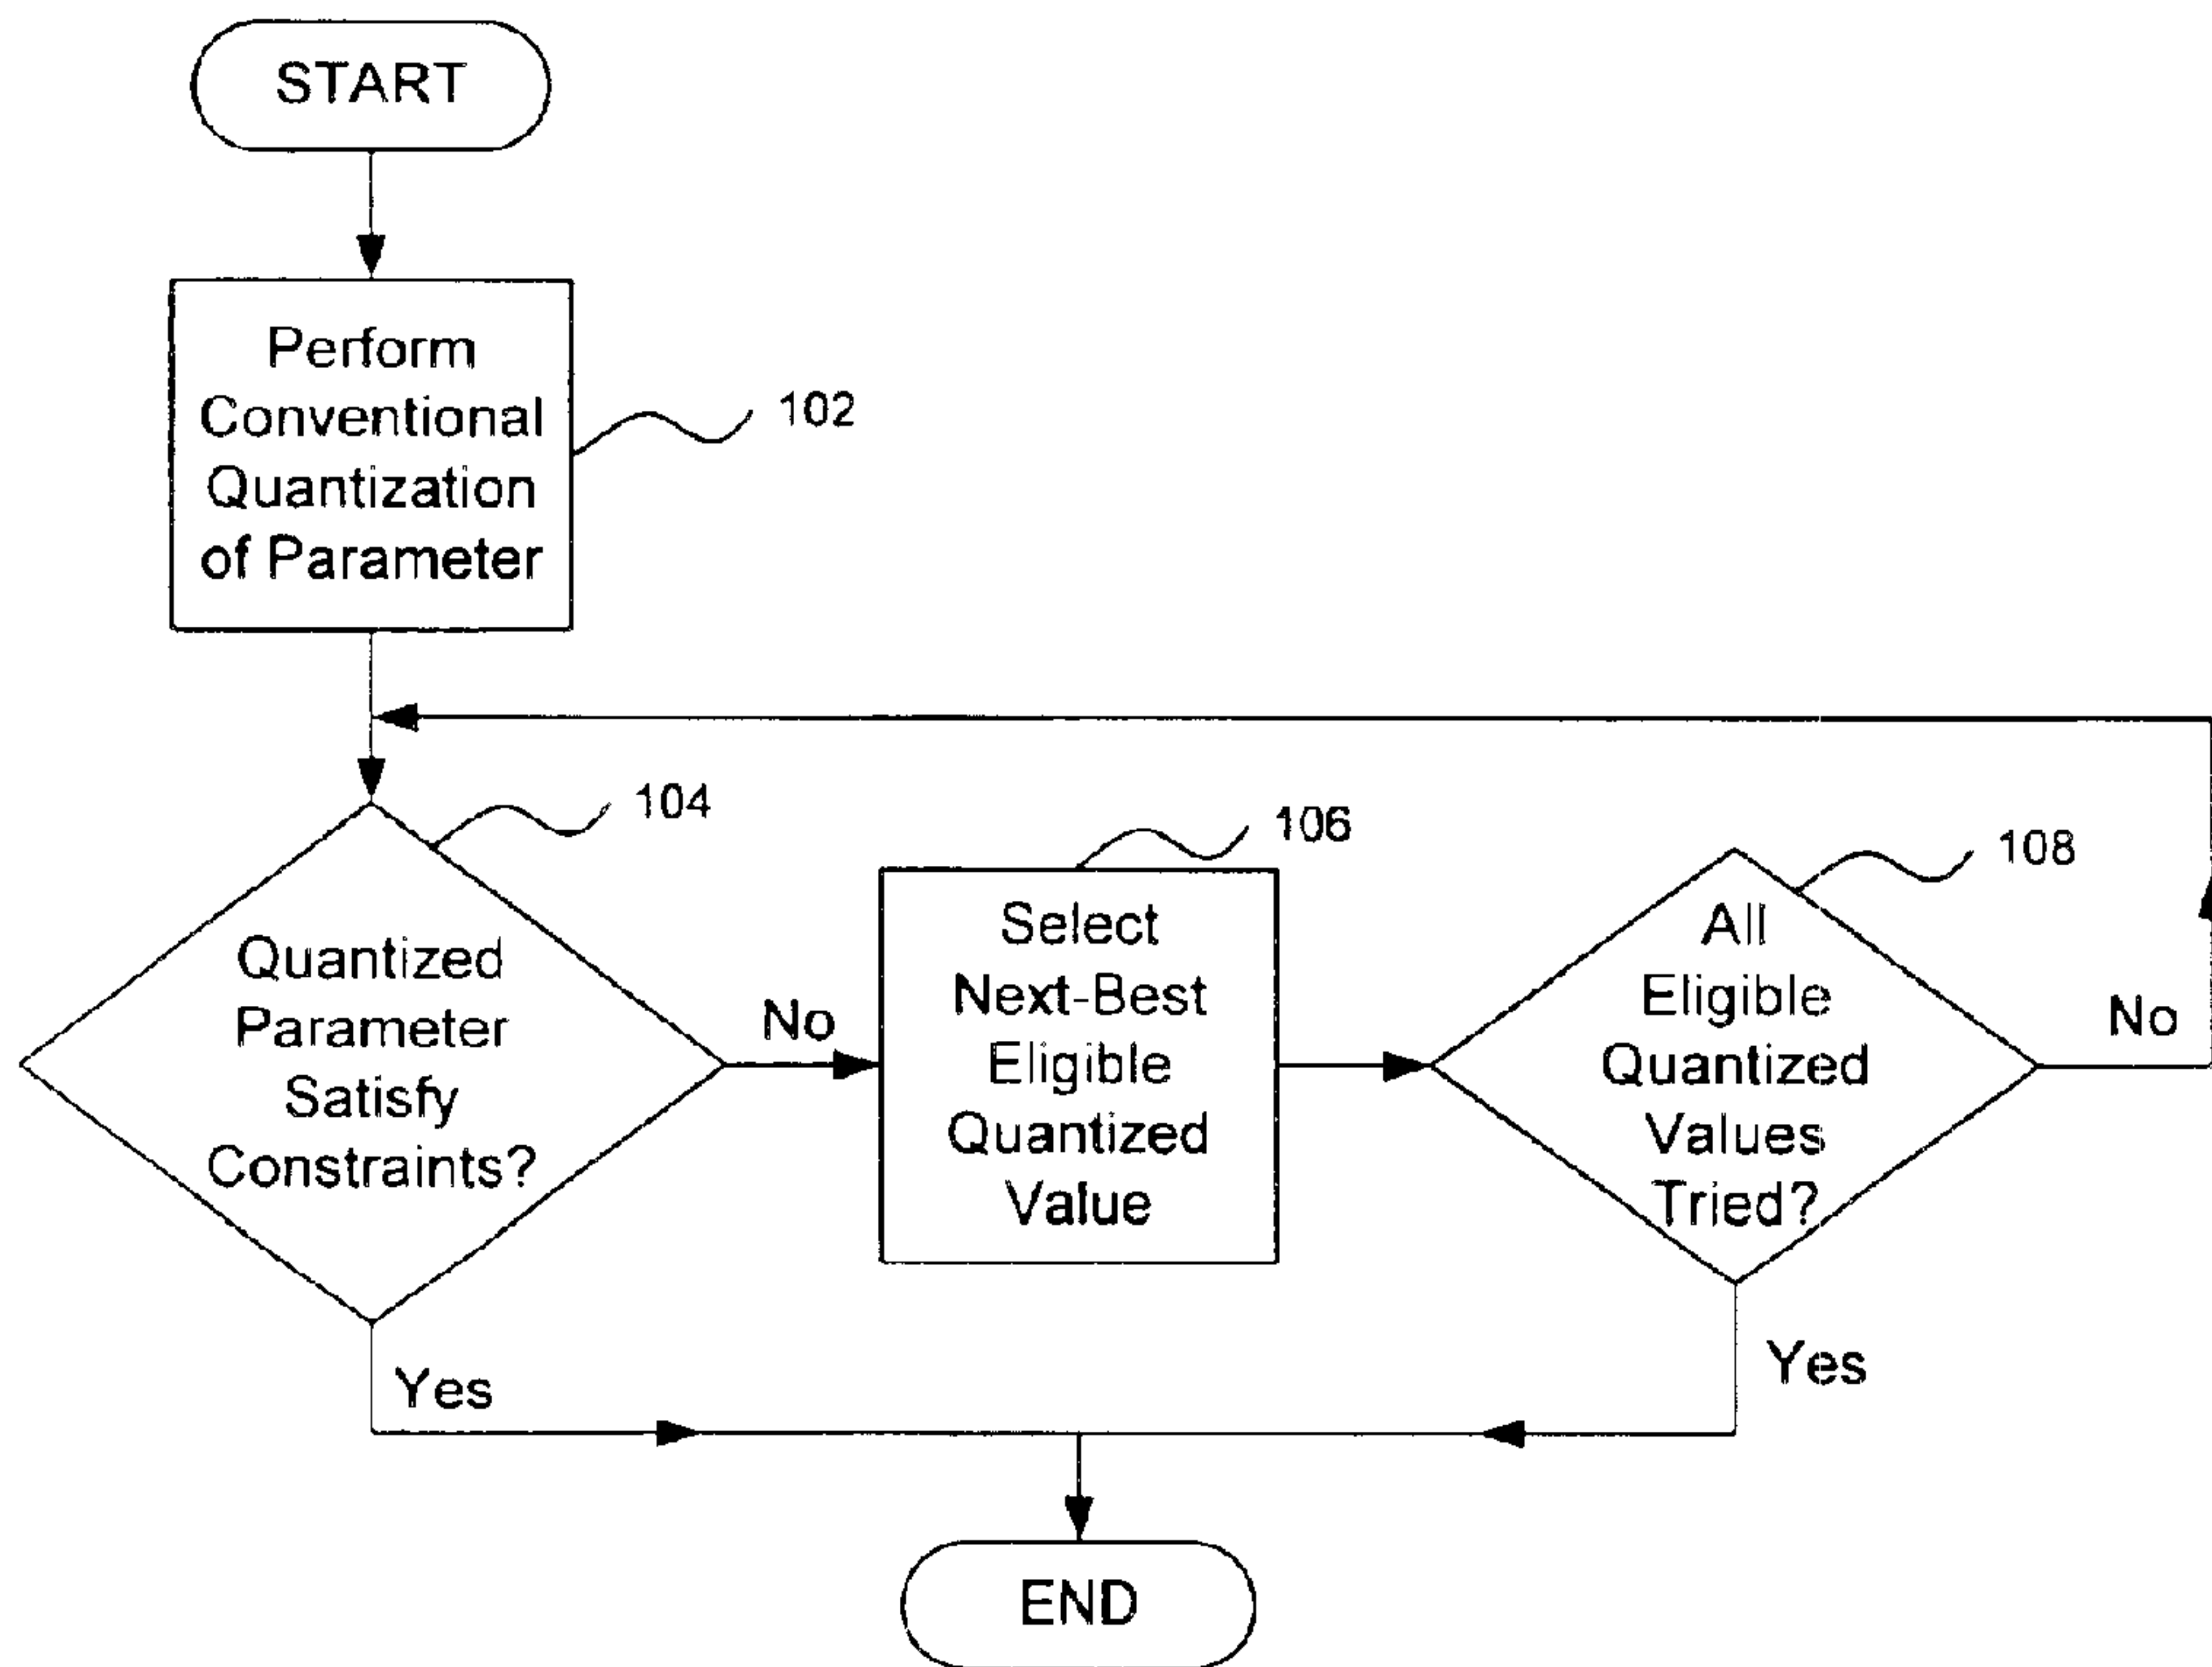 START
Perform
Conventional
Quantization
of Parameter
102
104
Quantized
Parameter
Satisfy
Constraints?
No
Yes
106
Select
Next-Best
Eligible
Quantized
Value
108
All
Eligible
Quantized
Values
Tried?
No
Yes
END